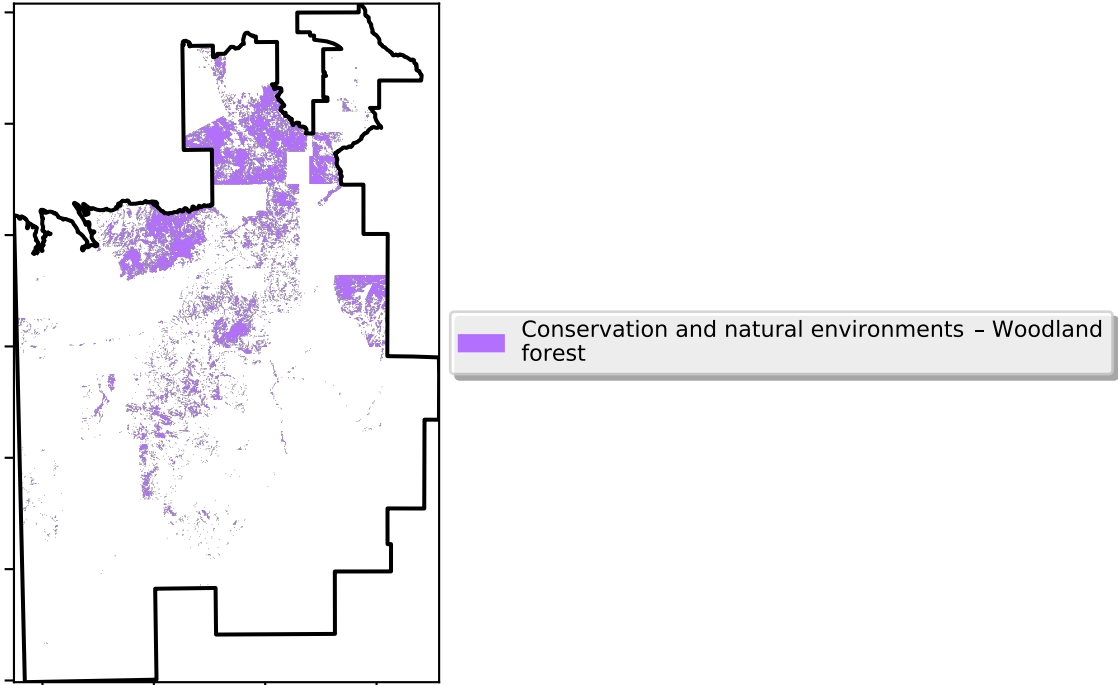 Conservation and natural environments – Woodland
forest